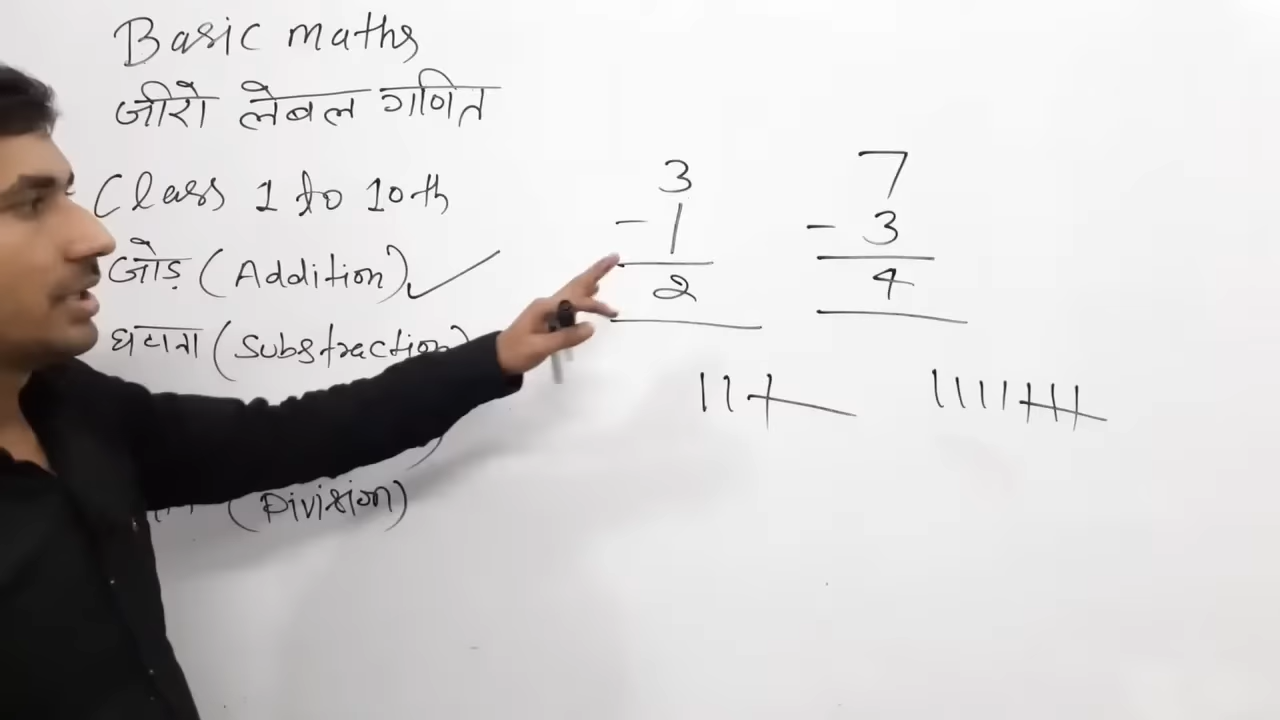 Basic maths
जीरो लेबल गणित
Class 1 to 10th
जोड़ (Addition) ✓
घटाना (Substraction)
(Division)
3
- 1
2
7
- 3
4